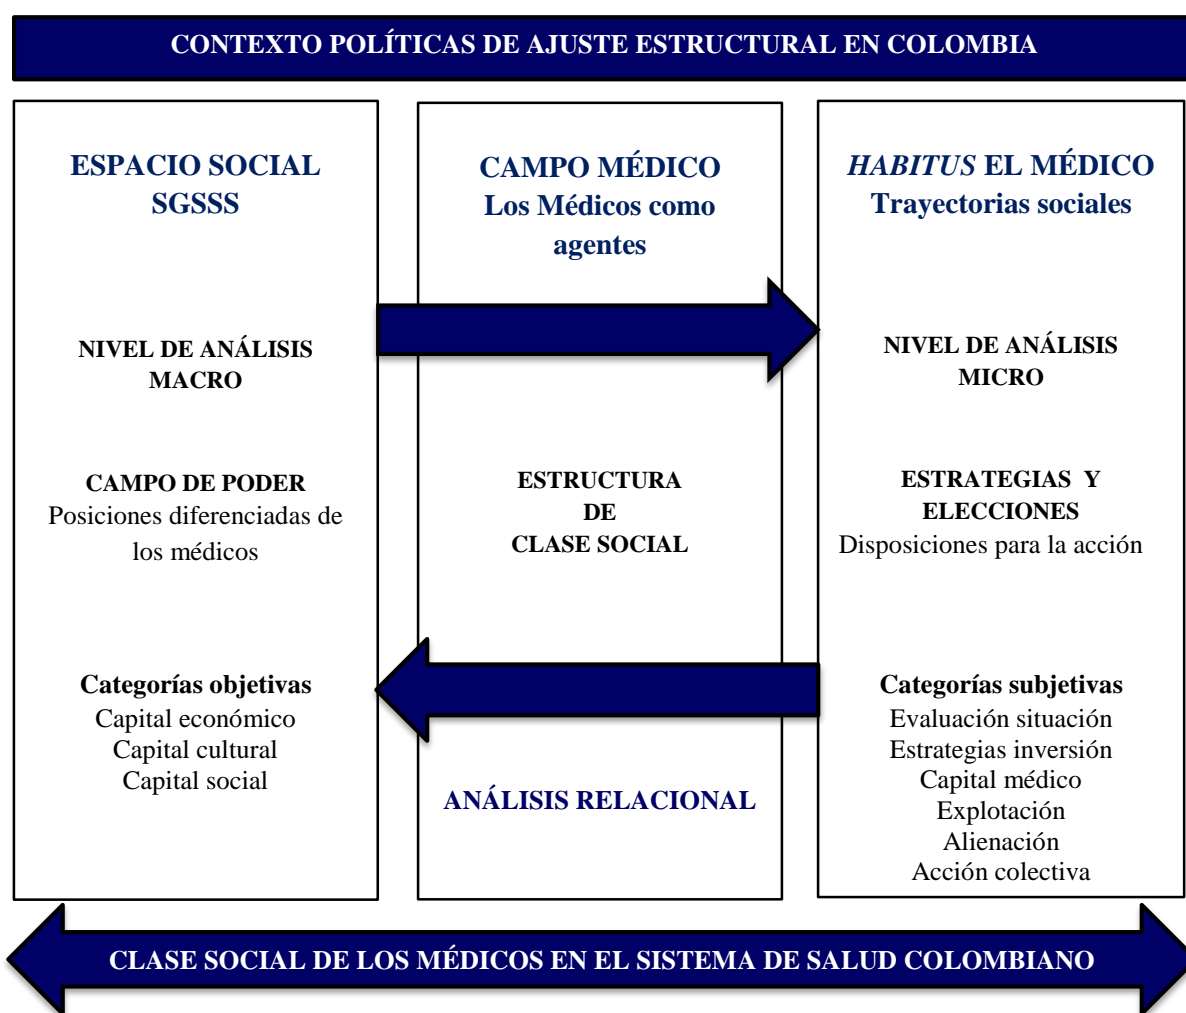 CONTEXTO POLÍTICAS DE AJUSTE ESTRUCTURAL EN COLOMBIA
ESPACIO SOCIAL
SGSSS
NIVEL DE ANÁLISIS
MACRO
CAMPO DE PODER
Posiciones diferenciadas de
los médicos
Categorías objetivas
Capital económico
Capital cultural
Capital social
CAMPO MÉDICO
Los Médicos como
agentes
ESTRUCTURA
DE
CLASE SOCIAL
ANÁLISIS RELACIONAL
HABITUS EL MÉDICO
Trayectorias sociales
NIVEL DE ANÁLISIS
MICRO
ESTRATEGIAS Y
ELECCIONES
Disposiciones para la acción
Categorías subjetivas
Evaluación situación
Estrategias inversión
Capital médico
Explotación
Alienación
Acción colectiva
CLASE SOCIAL DE LOS MÉDICOS EN EL SISTEMA DE SALUD COLOMBIANO